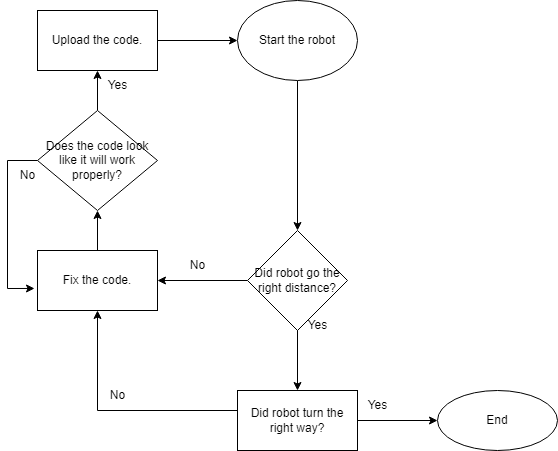 Upload the code.
Start the robot
Yes
Does the code look
like it will work
properly?
No
Fix the code.
No
Did robot go the
right distance?
Yes
No
Did robot turn the
right way?
Yes
End